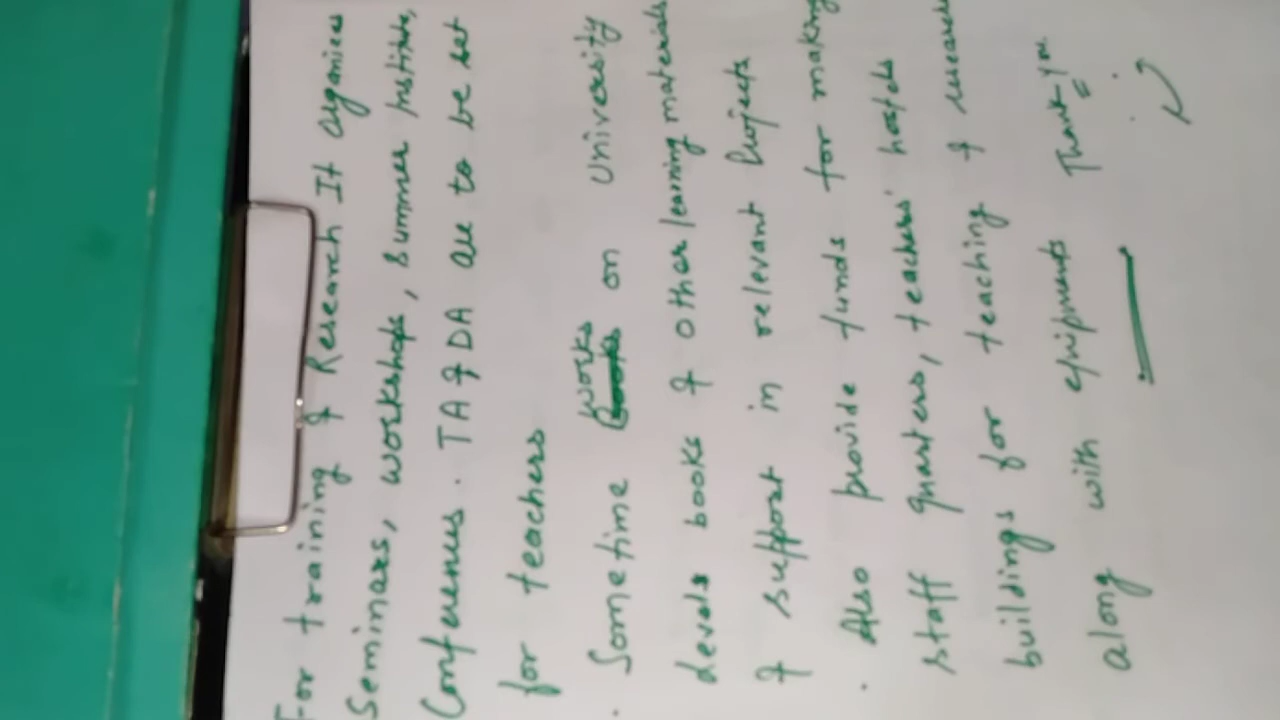 For training & Research It organises
Seminars, workshops, Summer Institute,
Conferences. TA & DA are to be set
for teachers
. Sometime works on University
levels books & other learning materials
& support in relevant Projects
. Also provide funds for making
staff quarters, teachers' hostels
buildings for teaching & research
along with equipments Thank you